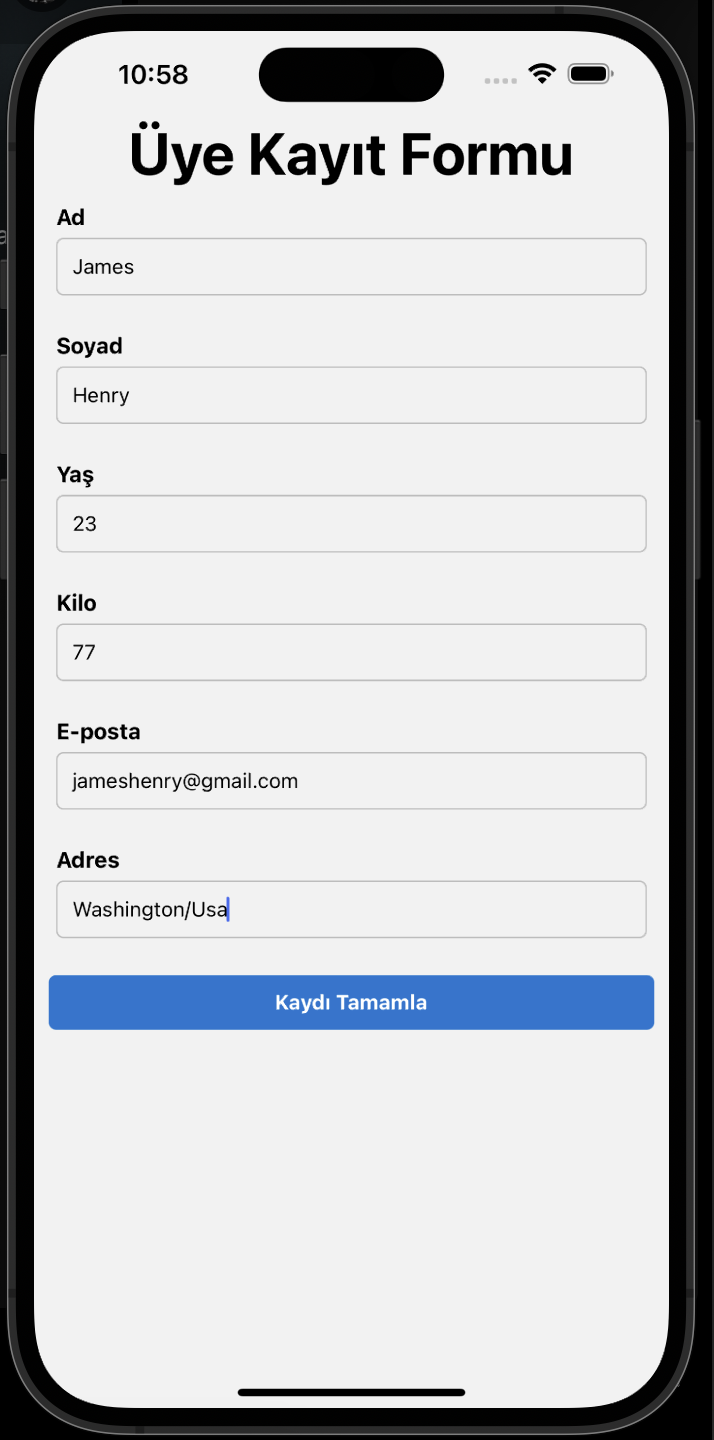 10:58
Üye Kayıt Formu
Ad
James
Soyad
Henry
Yaş
23
Kilo
77
E-posta
jameshenry@gmail.com
Adres
Washington/Usa
Kaydı Tamamla